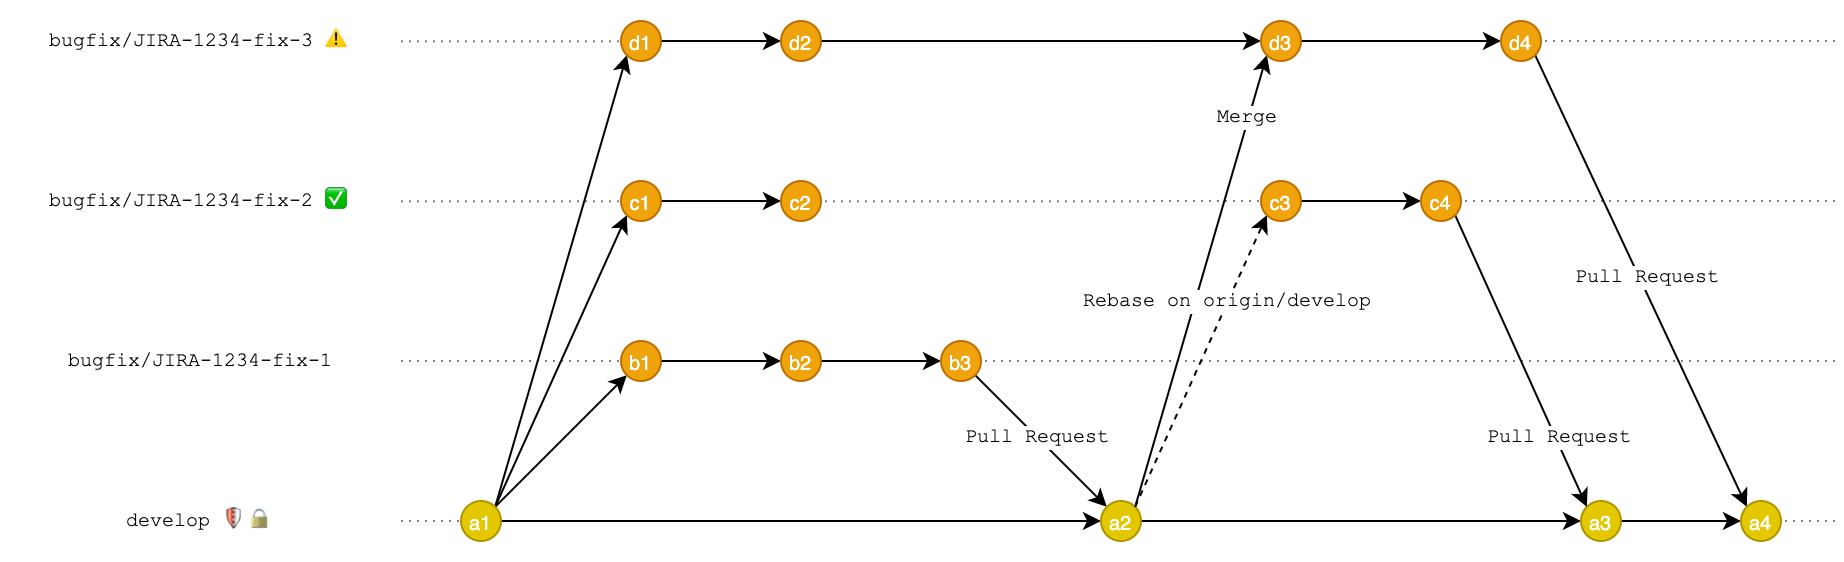 bugfix/JIRA-1234-fix-3 ⚠️
d1
d2
d3
d4
Merge
bugfix/JIRA-1234-fix-2 ✅
c1
c2
c3
c4
Pull Request
Rebase on origin/develop
bugfix/JIRA-1234-fix-1
b1
b2
b3
Pull Request
Pull Request
develop
a1
a2
a3
a4